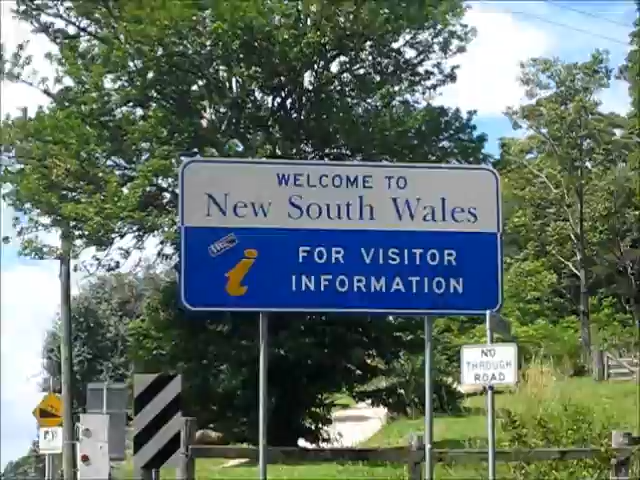 WELCOME TO
New South Wales
FOR VISITOR
INFORMATION
i
NO
THROUGH
ROAD